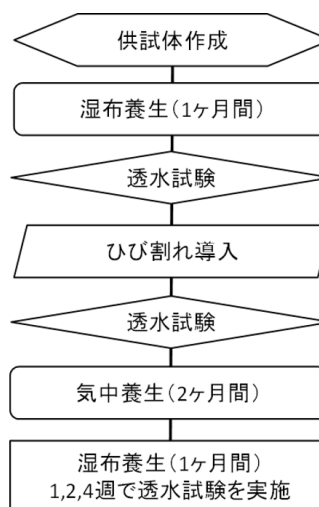 供試体作成
湿布養生(1ヶ月間)
透水試験
ひび割れ導入
透水試験
気中養生(2ヶ月間)
湿布養生(1ヶ月間)
1,2,4週で透水試験を実施